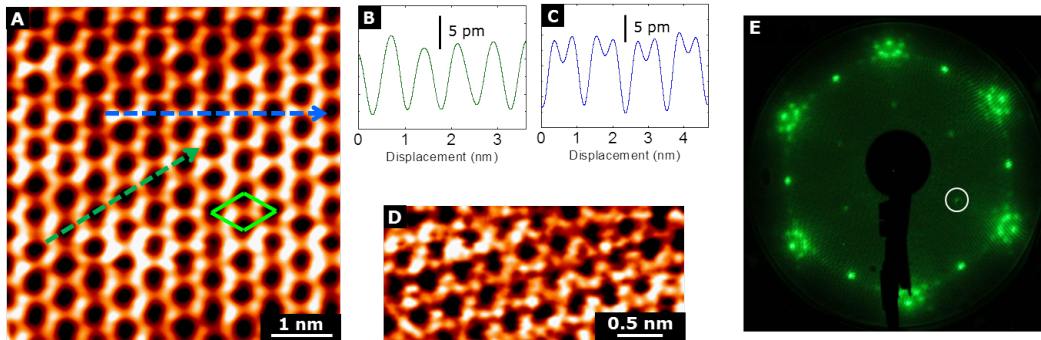 A
1 nm
B
5 pm
0 1 2 3
Displacement (nm)
C
5 pm
0 1 2 3 4
Displacement (nm)
D
0.5 nm
E